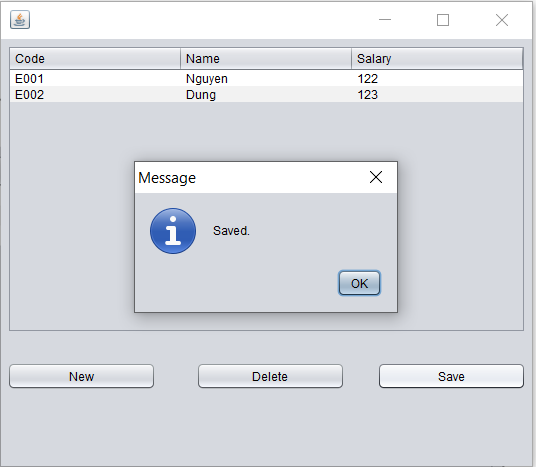 Code Name Salary
E001 Nguyen 122
E002 Dung 123
Message
Saved.
OK
New Delete Save